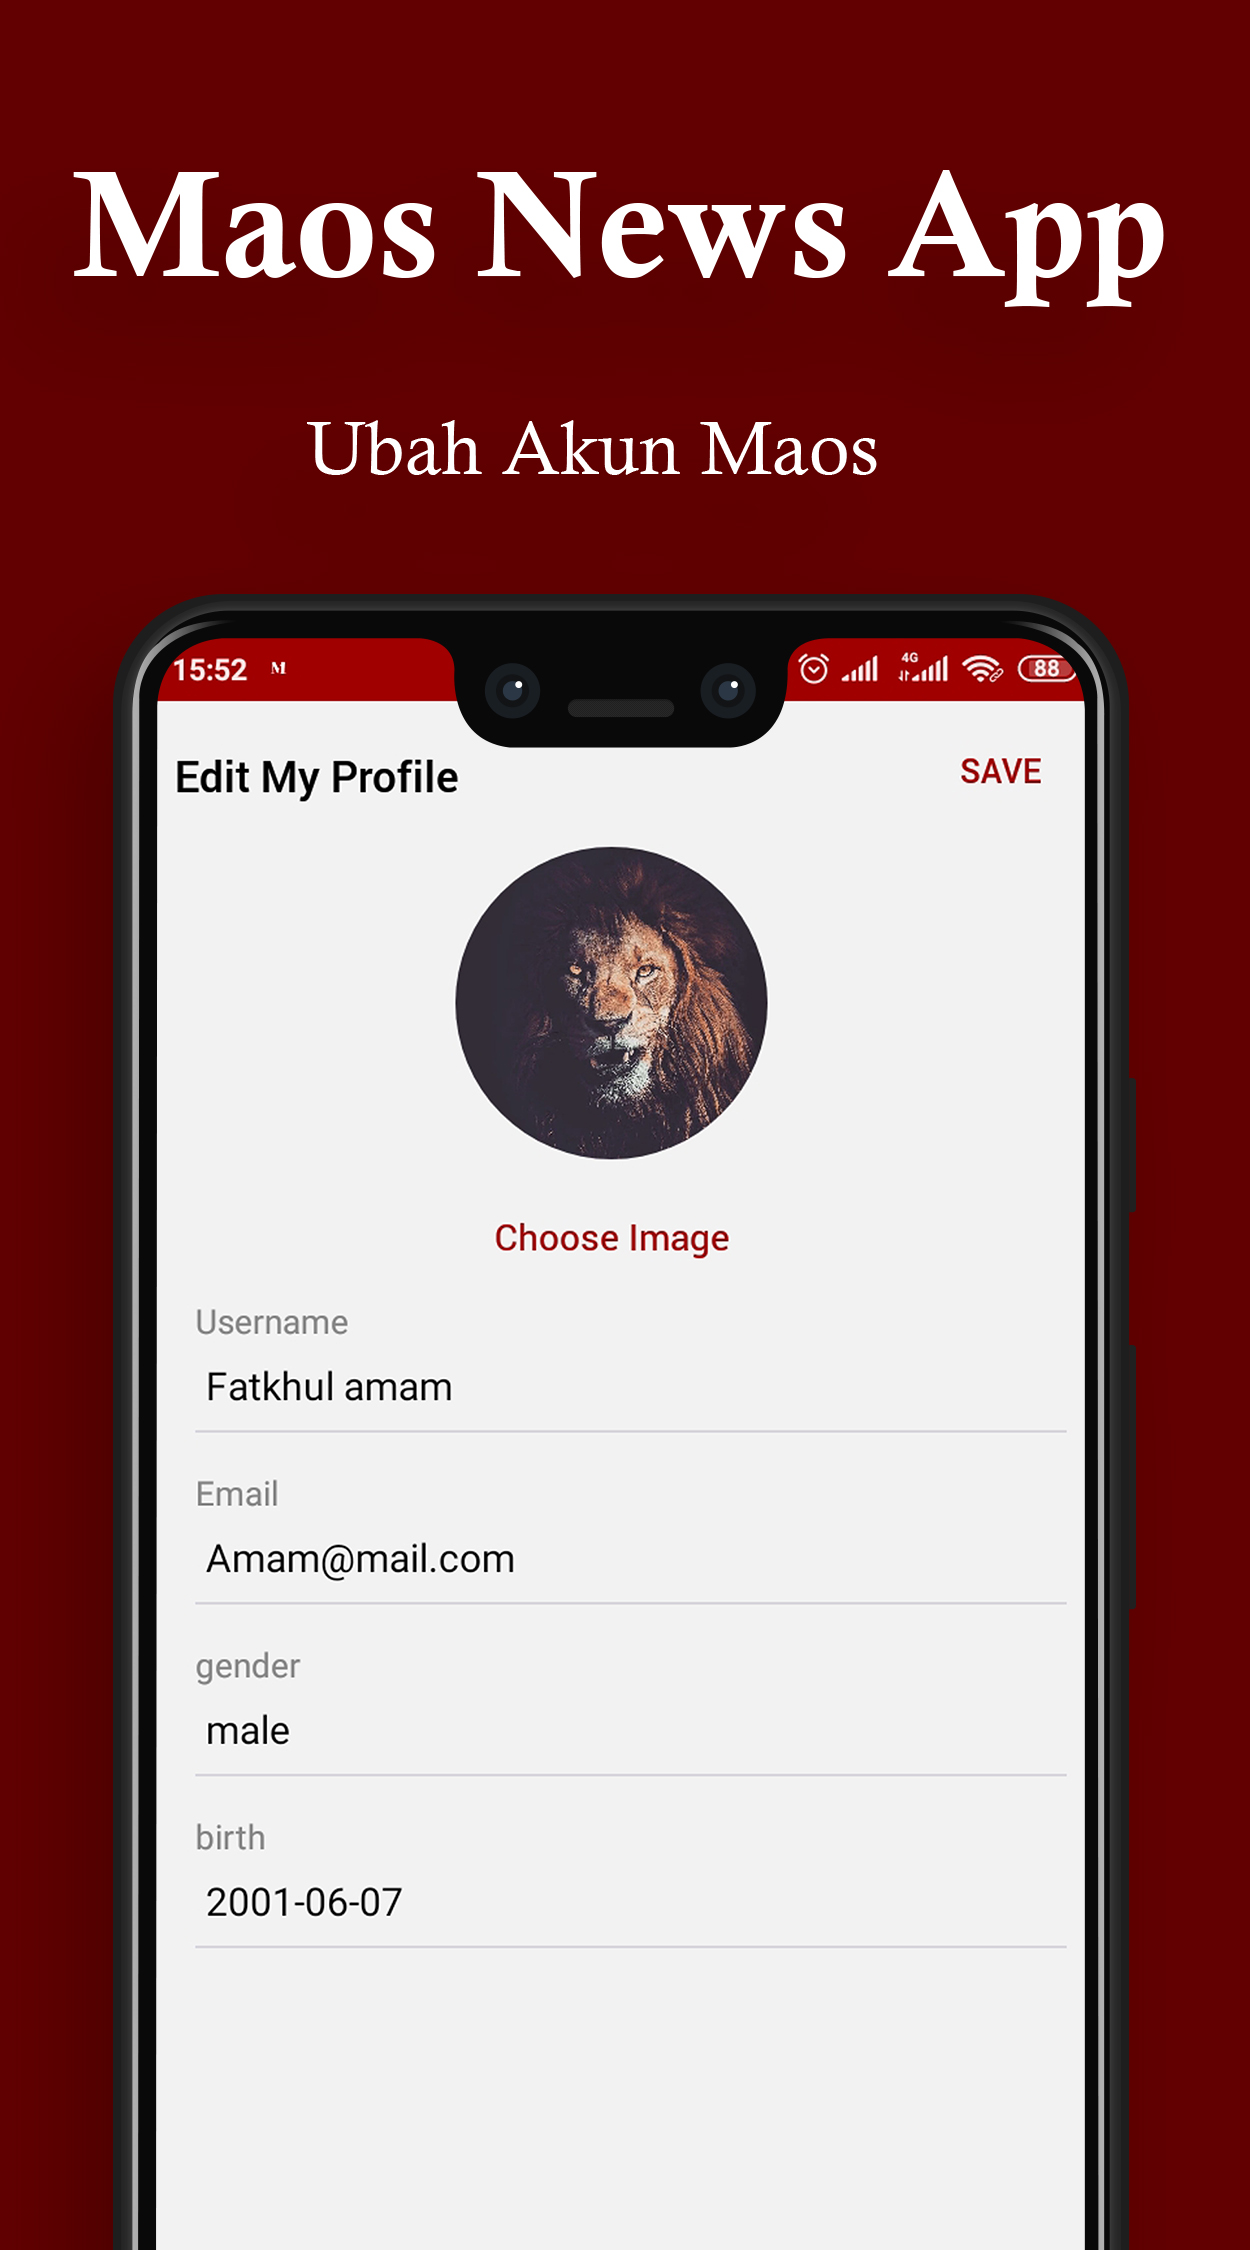 Maos News App
Ubah Akun Maos
15:52 M 4G 88
Edit My Profile SAVE
Choose Image
Username
Fatkhul amam
Email
Amam@mail.com
gender
male
birth
2001-06-07